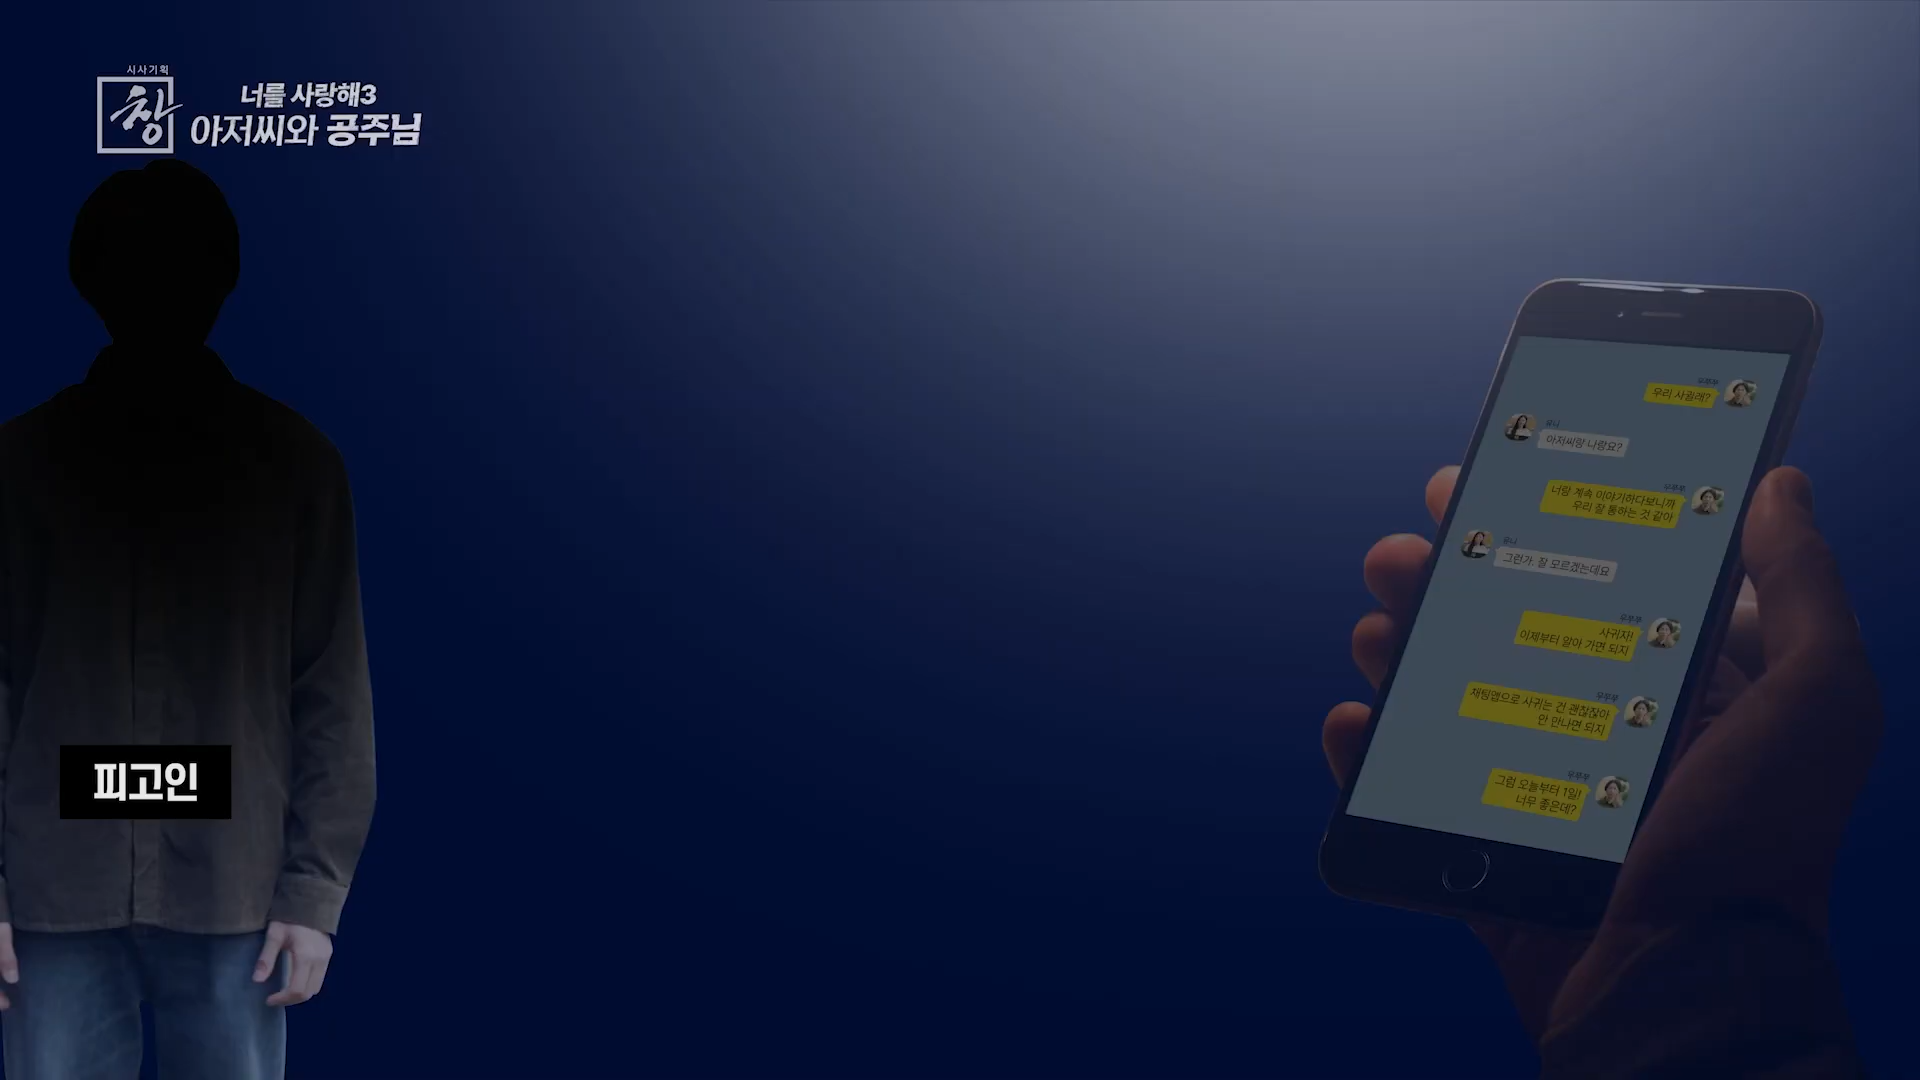 시사기획
창
너를 사랑해3
아저씨와 공주님
우리 사귈래?
아저씨랑 나랑요?
너랑 계속 이야기하다보니까
우리 잘 통하는 것 같아
그런가. 잘 모르겠는데요
사귀자!
이제부터 알아 가면 되지
채팅앱으로 사귀는 건 괜찮잖아
안 만나면 되지
그럼 오늘부터 1일!
너무 좋은데?
피고인